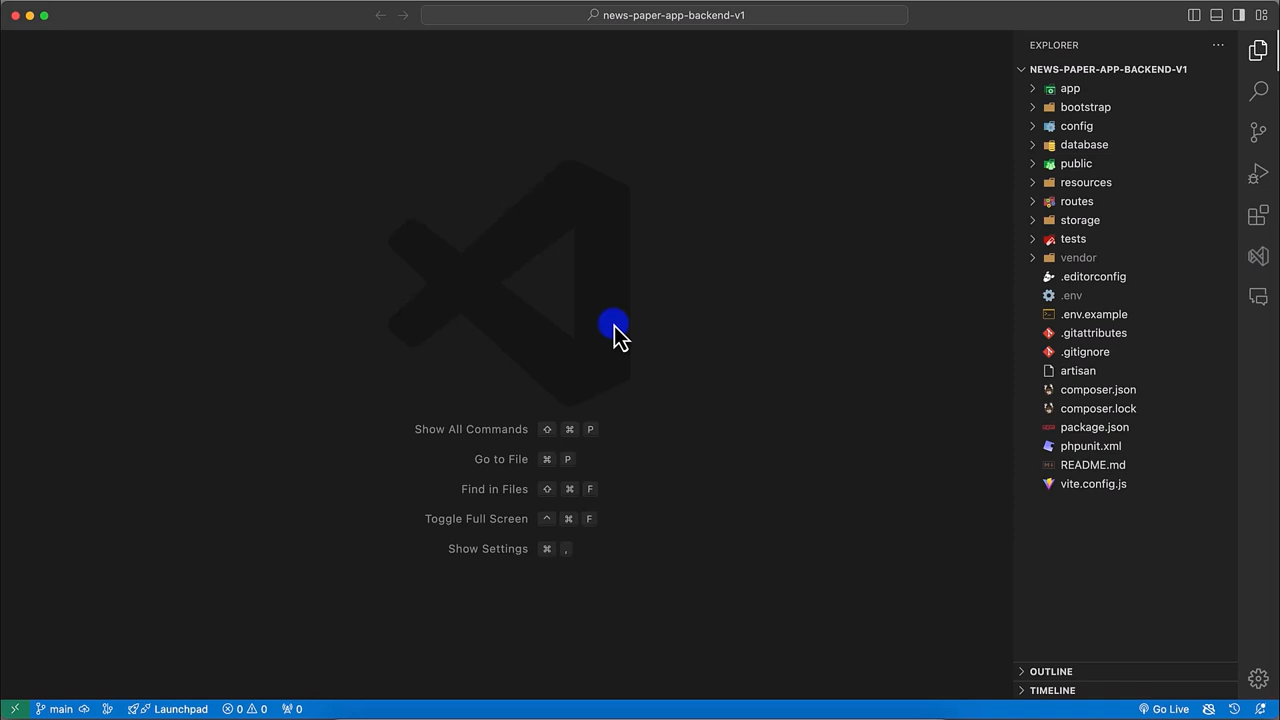 news-paper-app-backend-v1
EXPLORER
NEWS-PAPER-APP-BACKEND-V1
app
bootstrap
config
database
public
resources
routes
storage
tests
vendor
.editorconfig
.env
.env.example
.gitattributes
.gitignore
artisan
composer.json
composer.lock
package.json
phpunit.xml
README.md
vite.config.js
Show All Commands ⇧ ⌘ P
Go to File ⌘ P
Find in Files ⇧ ⌘ F
Toggle Full Screen ^ ⌘ F
Show Settings ⌘ ,
OUTLINE
TIMELINE
main Launchpad 0 0 0 Go Live